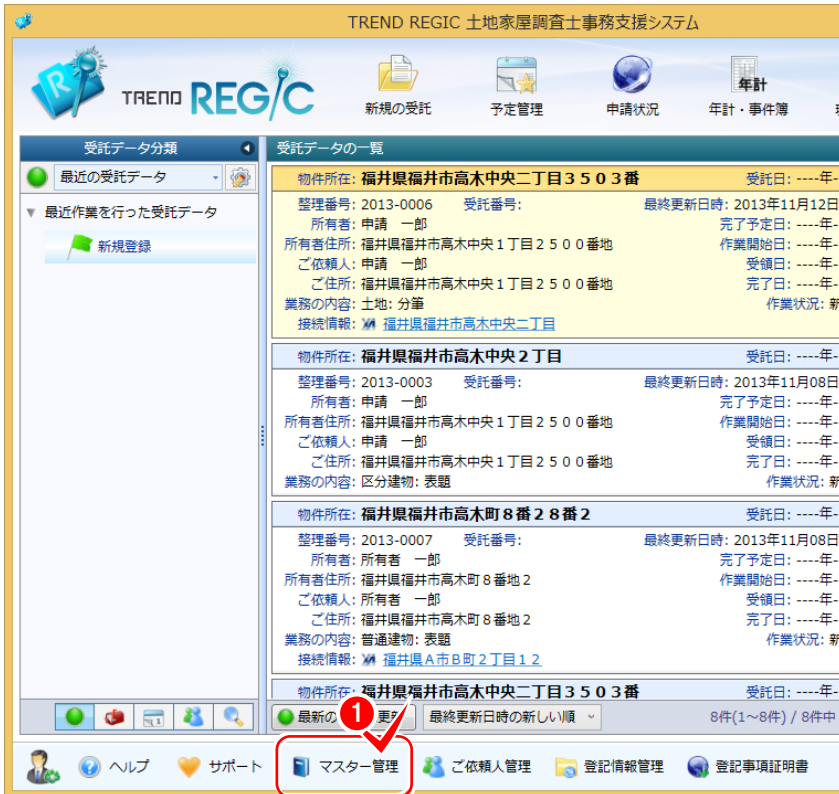 TREND REGIC 土地家屋調査士事務支援システム
TREND REGIC
新規の受託 予定管理 申請状況 年計 年計・事件簿
受託データ分類 受託データの一覧
最近の受託データ
最近作業を行った受託データ
新規登録
物件所在: 福井県福井市高木中央二丁目3503番 受託日: ----年-
整理番号: 2013-0006 受託番号: 最終更新日時: 2013年11月12日
所有者: 申請 一郎 完了予定日: ----年-
所有者住所: 福井県福井市高木中央1丁目2500番地 作業開始日: ----年-
ご依頼人: 申請 一郎 受領日: ----年-
ご住所: 福井県福井市高木中央1丁目2500番地 完了日: ----年-
業務の内容: 土地: 分筆 作業状況: 新
接続情報: 福井県福井市高木中央二丁目
物件所在: 福井県福井市高木中央2丁目 受託日: ----年-
整理番号: 2013-0003 受託番号: 最終更新日時: 2013年11月08日
所有者: 申請 一郎 完了予定日: ----年-
所有者住所: 福井県福井市高木中央1丁目2500番地 作業開始日: ----年-
ご依頼人: 申請 一郎 受領日: ----年-
ご住所: 福井県福井市高木中央1丁目2500番地 完了日: ----年-
業務の内容: 区分建物: 表題 作業状況: 新
物件所在: 福井県福井市高木町8番28番2 受託日: ----年-
整理番号: 2013-0007 受託番号: 最終更新日時: 2013年11月08日
所有者: 所有者 一郎 完了予定日: ----年-
所有者住所: 福井県福井市高木町8番地2 作業開始日: ----年-
ご依頼人: 所有者 一郎 受領日: ----年-
ご住所: 福井県福井市高木町8番地2 完了日: ----年-
業務の内容: 普通建物: 表題 作業状況: 新
接続情報: 福井県A市B町2丁目12
物件所在: 福井県福井市高木中央二丁目3503番 受託日: ----年-
最新の 更新 最終更新日時の新しい順 8件(1～8件) / 8件中
1
ヘルプ サポート マスター管理 ご依頼人管理 登記情報管理 登記事項証明書